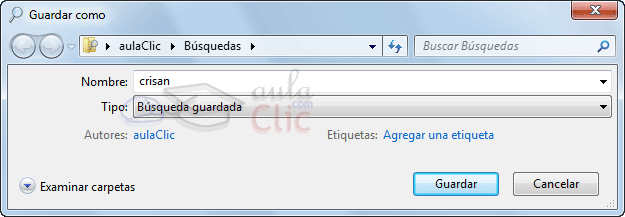 Guardar como
aulaClic Búsquedas Buscar Búsquedas
Nombre: crisan
Tipo: Búsqueda guardada
aula
.com
Clic
Autores: aulaClic Etiquetas: Agregar una etiqueta
Examinar carpetas Guardar Cancelar